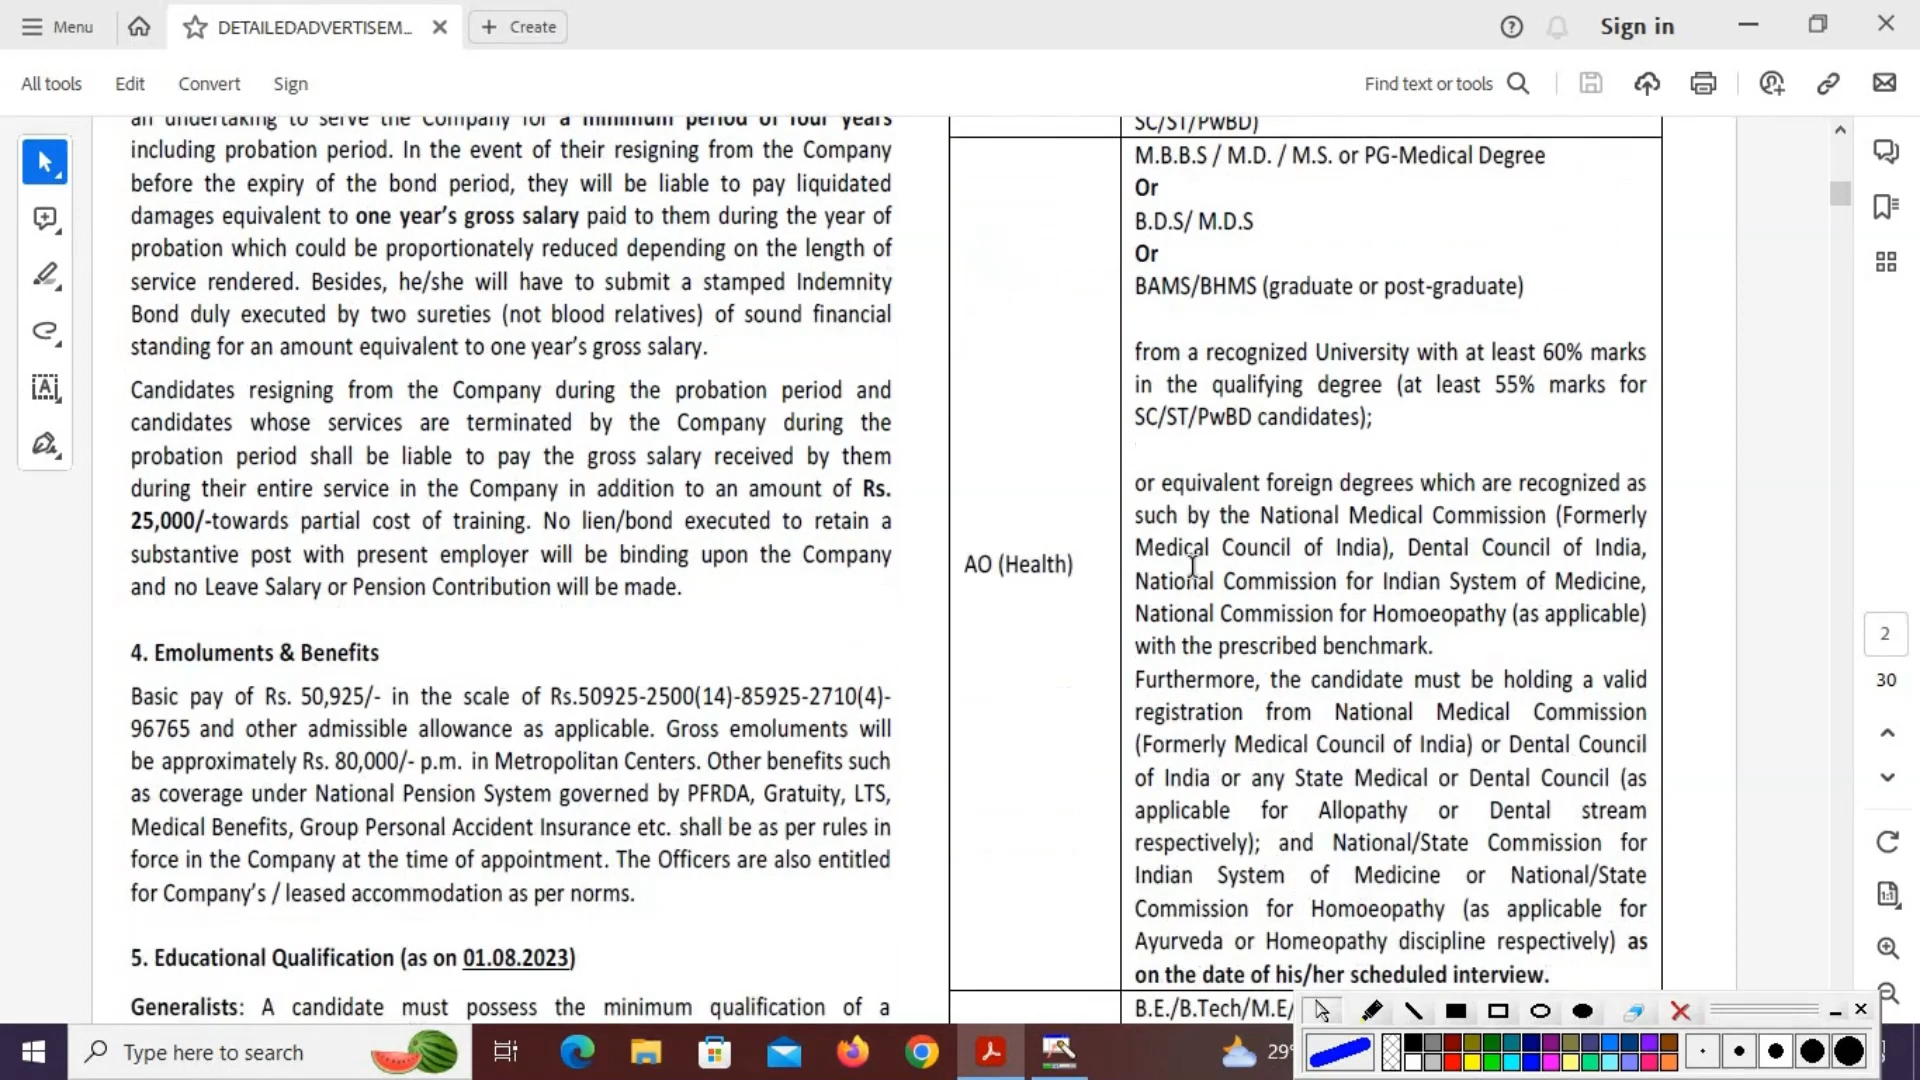 Menu
DETAILEDADVERTISEM...
Create
Sign in
All tools
Edit
Convert
Sign
Find text or tools
an undertaking to serve the Company for a minimum period of four years
including probation period. In the event of their resigning from the Company
before the expiry of the bond period, they will be liable to pay liquidated
damages equivalent to one year’s gross salary paid to them during the year of
probation which could be proportionately reduced depending on the length of
service rendered. Besides, he/she will have to submit a stamped Indemnity
Bond duly executed by two sureties (not blood relatives) of sound financial
standing for an amount equivalent to one year’s gross salary.
Candidates resigning from the Company during the probation period and
candidates whose services are terminated by the Company during the
probation period shall be liable to pay the gross salary received by them
during their entire service in the Company in addition to an amount of Rs.
25,000/-towards partial cost of training. No lien/bond executed to retain a
substantive post with present employer will be binding upon the Company
and no Leave Salary or Pension Contribution will be made.
4. Emoluments & Benefits
Basic pay of Rs. 50,925/- in the scale of Rs.50925-2500(14)-85925-2710(4)-
96765 and other admissible allowance as applicable. Gross emoluments will
be approximately Rs. 80,000/- p.m. in Metropolitan Centers. Other benefits such
as coverage under National Pension System governed by PFRDA, Gratuity, LTS,
Medical Benefits, Group Personal Accident Insurance etc. shall be as per rules in
force in the Company at the time of appointment. The Officers are also entitled
for Company’s / leased accommodation as per norms.
5. Educational Qualification (as on 01.08.2023)
Generalists: A candidate must possess the minimum qualification of a
SC/ST/PwBD)
AO (Health)
M.B.B.S / M.D. / M.S. or PG-Medical Degree
Or
B.D.S/ M.D.S
Or
BAMS/BHMS (graduate or post-graduate)
from a recognized University with at least 60% marks
in the qualifying degree (at least 55% marks for
SC/ST/PwBD candidates);
or equivalent foreign degrees which are recognized as
such by the National Medical Commission (Formerly
Medical Council of India), Dental Council of India,
National Commission for Indian System of Medicine,
National Commission for Homoeopathy (as applicable)
with the prescribed benchmark.
Furthermore, the candidate must be holding a valid
registration from National Medical Commission
(Formerly Medical Council of India) or Dental Council
of India or any State Medical or Dental Council (as
applicable for Allopathy or Dental stream
respectively); and National/State Commission for
Indian System of Medicine or National/State
Commission for Homoeopathy (as applicable for
Ayurveda or Homeopathy discipline respectively) as
on the date of his/her scheduled interview.
B.E./B.Tech/M.E/
2
30
Type here to search
29°